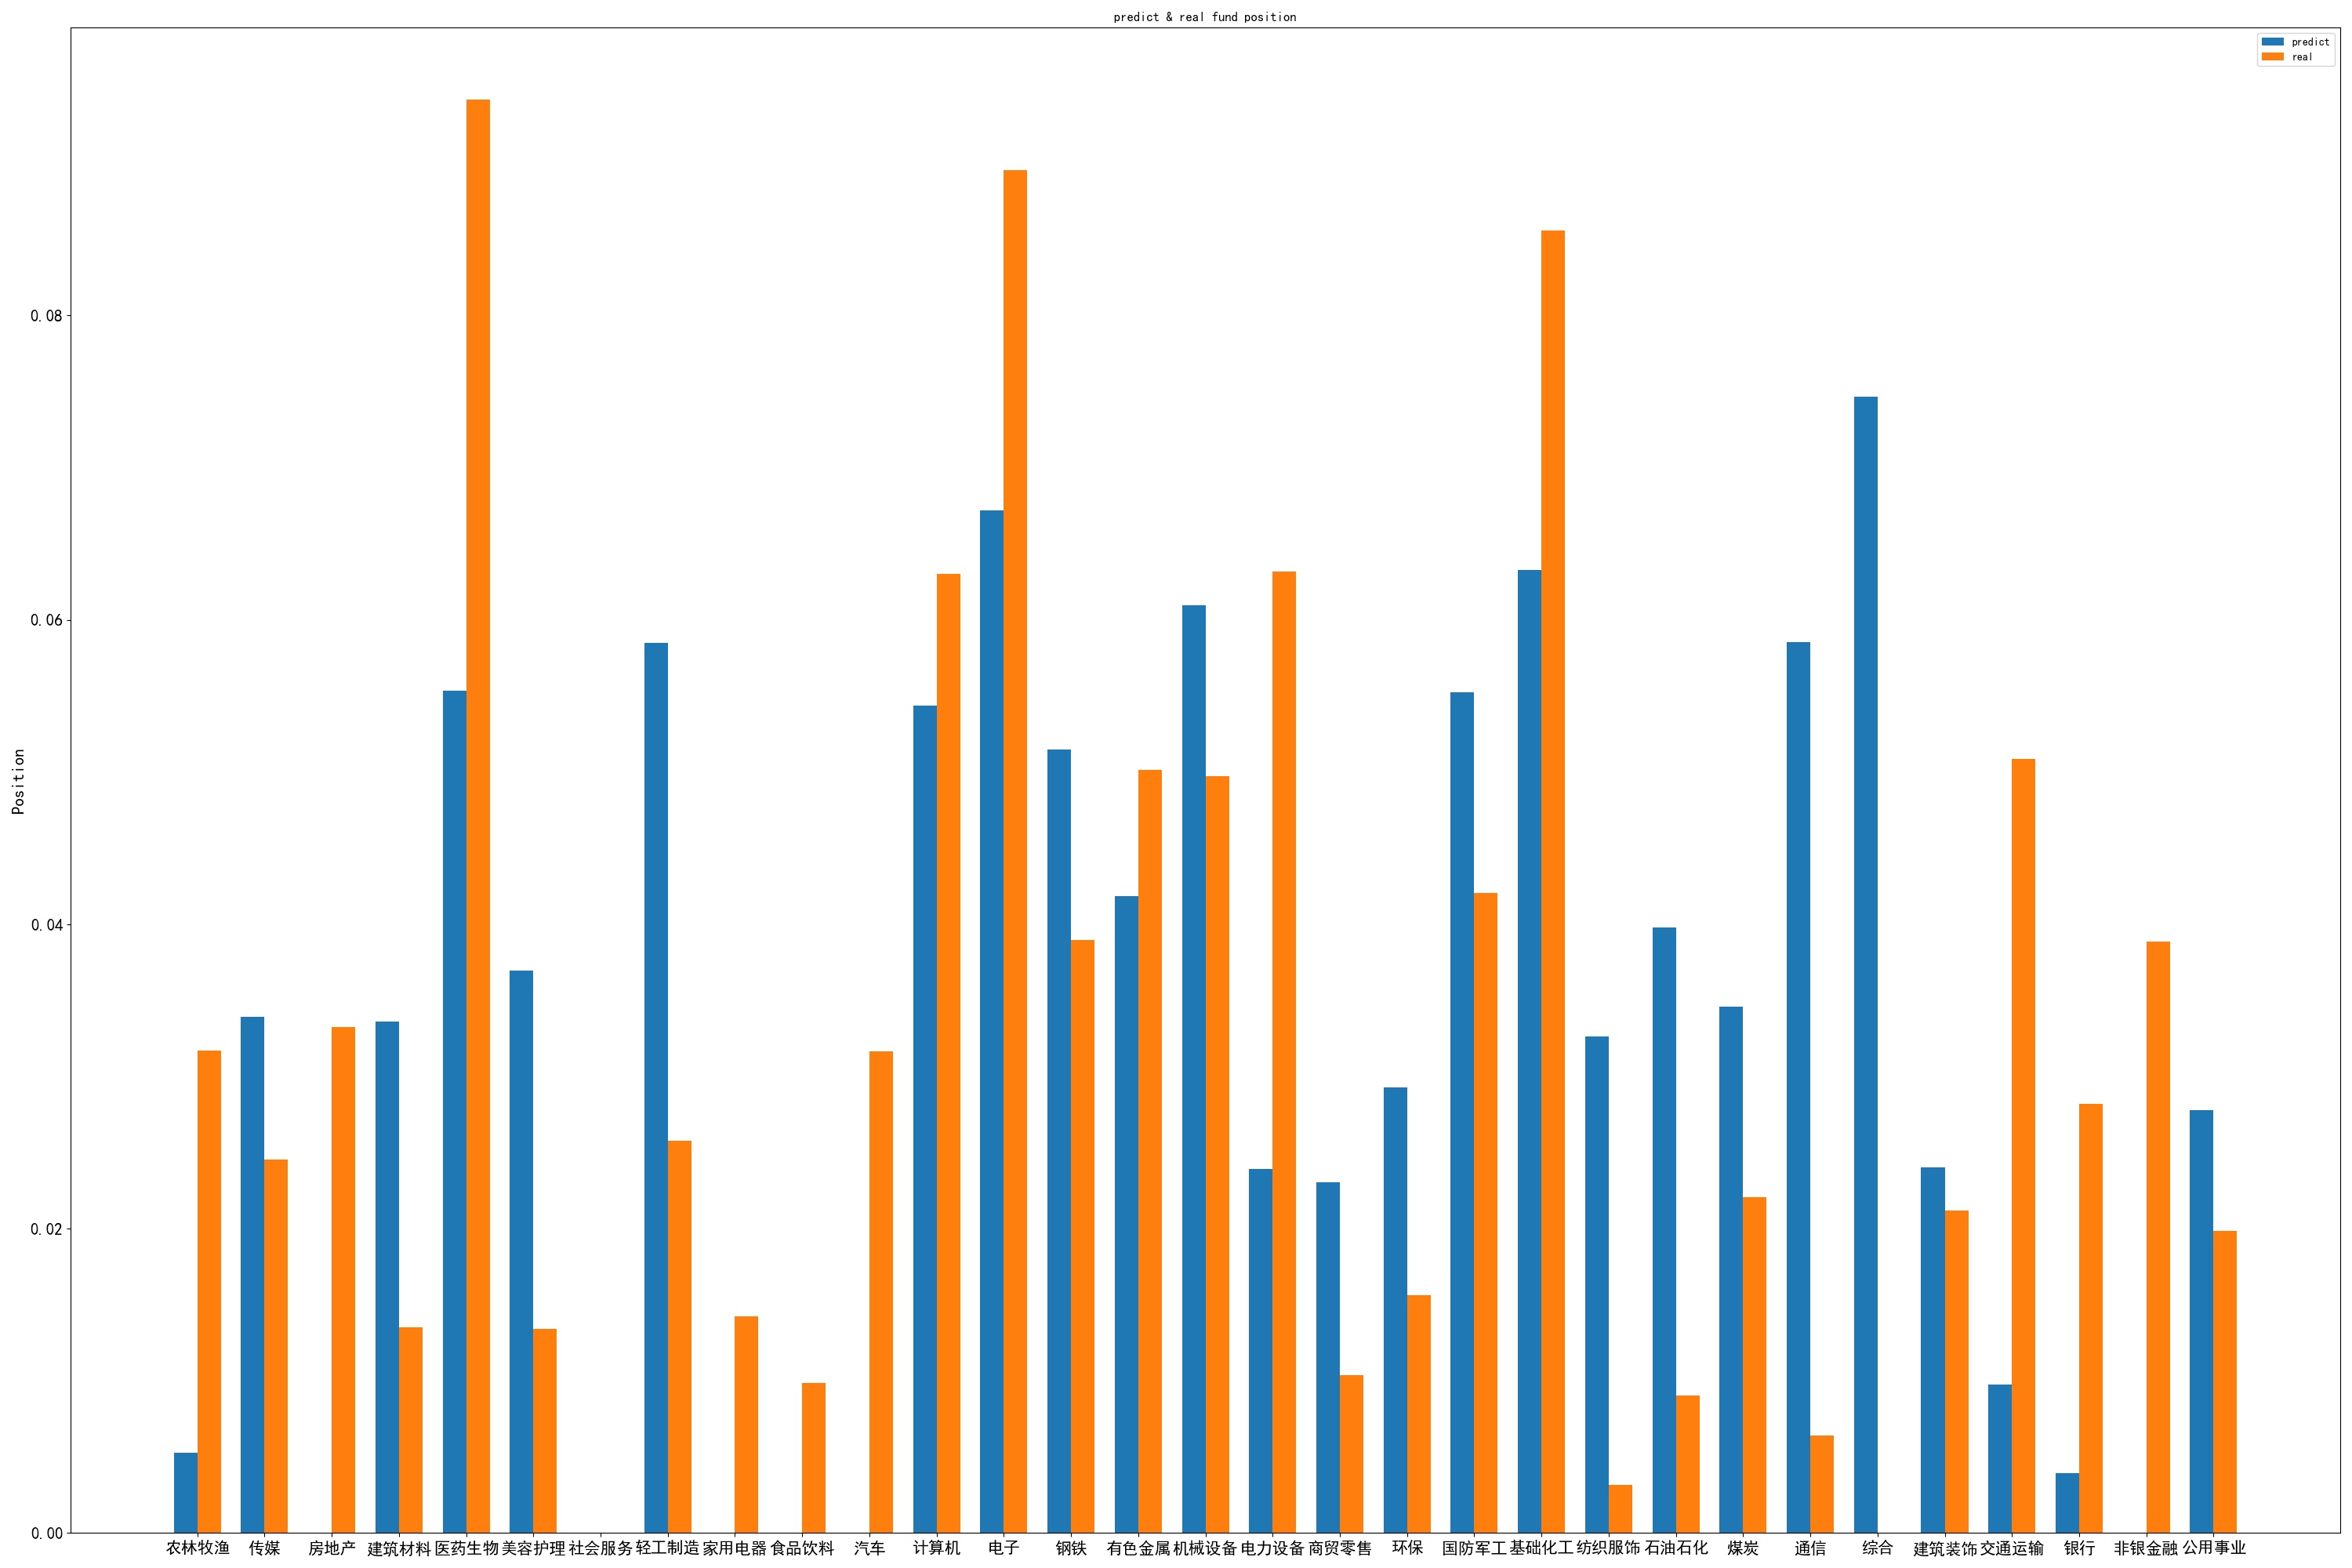 predict & real fund position
predict
real
0.08
0.06
0.04
0.02
0.00
Position
农林牧渔 传媒 房地产 建筑材料 医药生物 美容护理 社会服务 轻工制造 家用电器 食品饮料 汽车 计算机 电子 钢铁 有色金属 机械设备 电力设备 商贸零售 环保 国防军工 基础化工 纺织服饰 石油石化 煤炭 通信 综合 建筑装饰 交通运输 银行 非银金融 公用事业